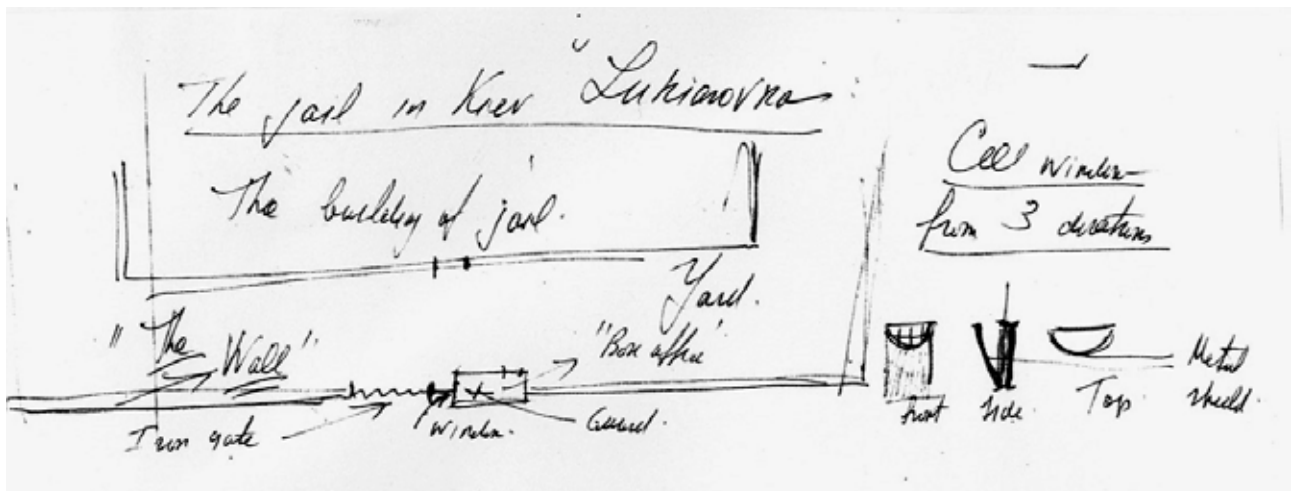 The jail in Kiev "Lukianovka":
The building of jail.
Yard.
"The Wall"
"Box office"
Iron gate
Window.
Guard.
Cell window
from 3 directions
front
side
Top
Metal shield.